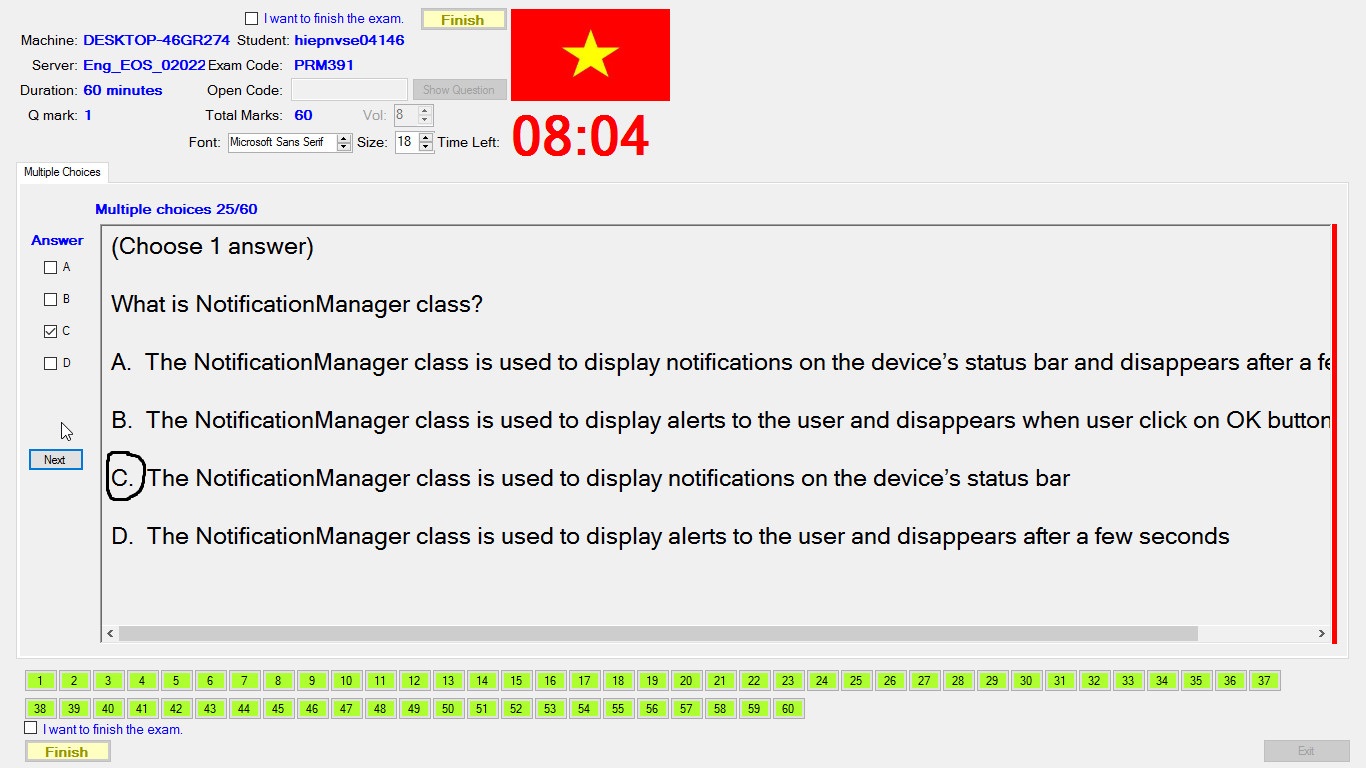 I want to finish the exam. Finish
Machine: DESKTOP-46GR274 Student: hiepnvse04146
Server: Eng_EOS_02022 Exam Code: PRM391
Duration: 60 minutes Open Code: Show Question
Q mark: 1 Total Marks: 60 Vol: 8
Font: Microsoft Sans Serif Size: 18 Time Left: 08:04
Multiple Choices
Multiple choices 25/60
Answer
A
B
C
D
Next
(Choose 1 answer)
What is NotificationManager class?
A. The NotificationManager class is used to display notifications on the device’s status bar and disappears after a
B. The NotificationManager class is used to display alerts to the user and disappears when user click on OK button
C. The NotificationManager class is used to display notifications on the device’s status bar
D. The NotificationManager class is used to display alerts to the user and disappears after a few seconds
1 2 3 4 5 6 7 8 9 10 11 12 13 14 15 16 17 18 19 20 21 22 23 24 25 26 27 28 29 30 31 32 33 34 35 36 37
38 39 40 41 42 43 44 45 46 47 48 49 50 51 52 53 54 55 56 57 58 59 60
I want to finish the exam.
Finish Exit